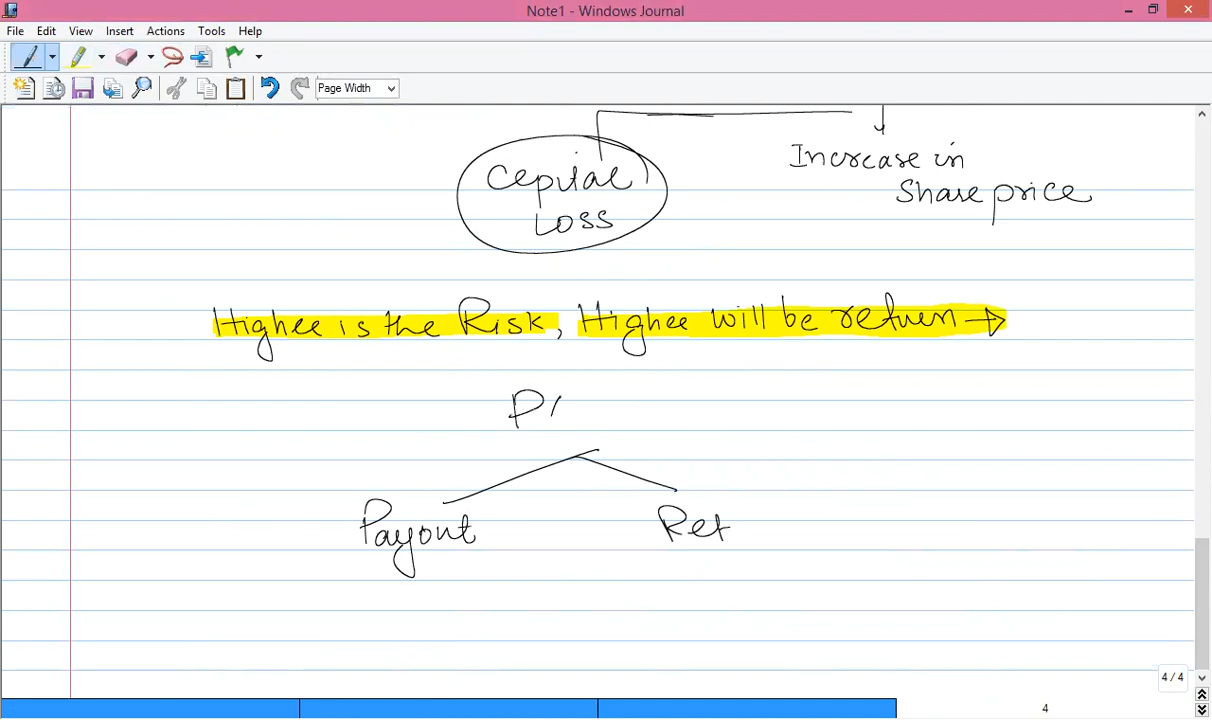 Note1 - Windows Journal
File Edit View Insert Actions Tools Help
Page Width
Increase in
Share price
Cepital
Loss
Highee is the Risk, Highee will be return →
P
Payout Ret
4 / 4
4